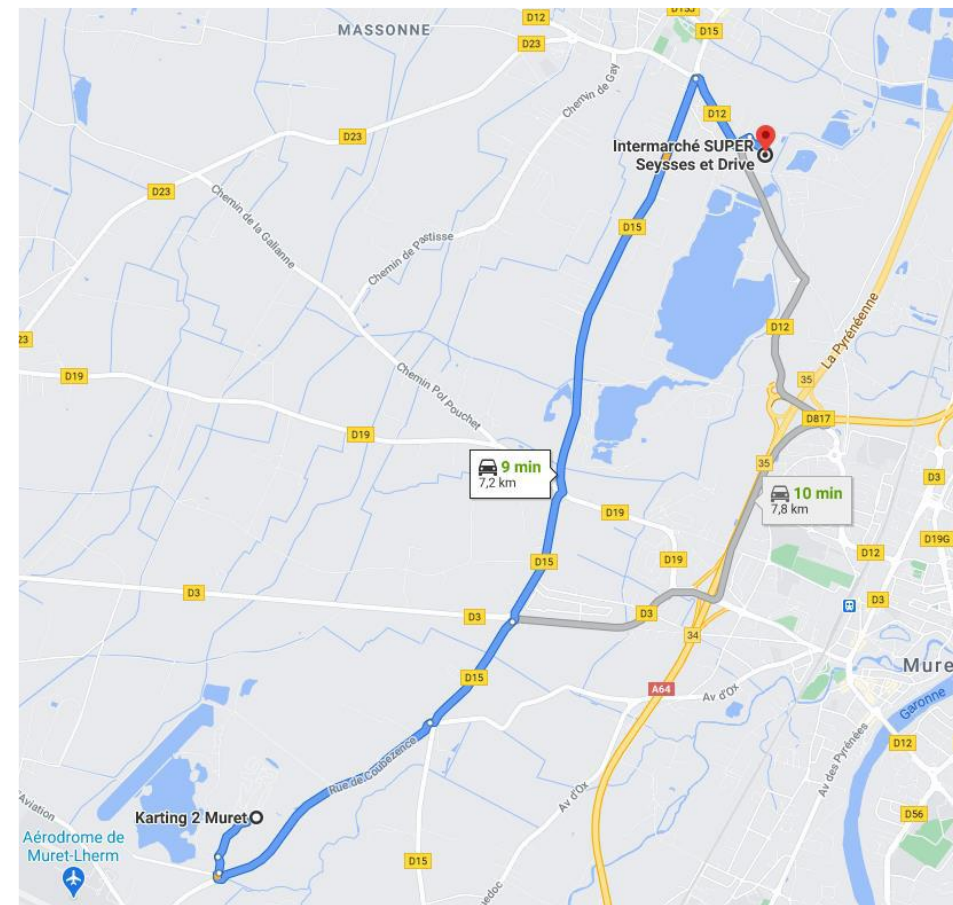 D12
D15
MASSONNE
D23
Chemin de Gay
D12
Intermarché SUPER
Seysses et Drive
D23
D23
D15
Chemin de la Gallanne
Chemin de Pastisse
D12
La Pyrénéenne
23
35
D19
Chemin Pol Pouchet
D817
D19
9 min
7,2 km
35
D3
10 min
7,8 km
D19
D19G
D15
D19
D12
D3
D3
D3
D3
34
D15
Mure
A64
Av d'Ox
Garonne
Rue de Coubezence
D12
Av des Pyrénées
Av d'Ox
Karting 2 Muret
D56
l'Aviation
Aérodrome de
Muret-Lherm
D15